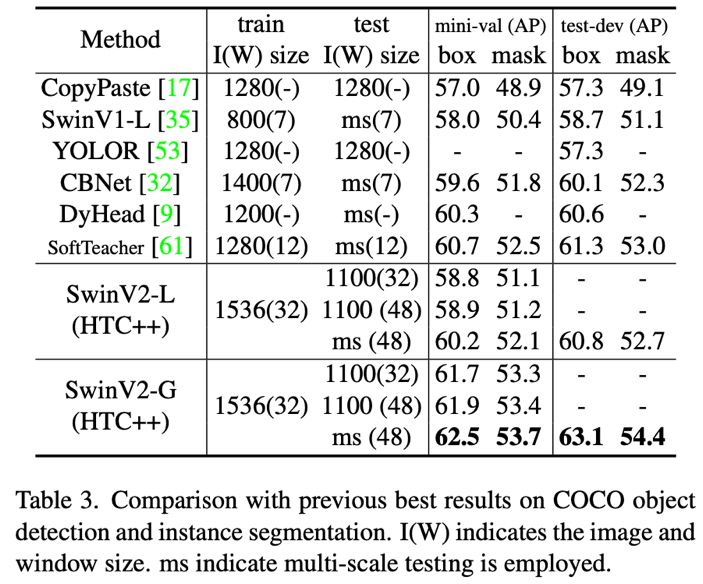 Method train test mini-val (AP) test-dev (AP)
I(W) size I(W) size box mask box mask
CopyPaste [17] 1280(-) 1280(-) 57.0 48.9 57.3 49.1
SwinV1-L [35] 800(7) ms(7) 58.0 50.4 58.7 51.1
YOLOR [53] 1280(-) 1280(-) - - 57.3 -
CBNet [32] 1400(7) ms(7) 59.6 51.8 60.1 52.3
DyHead [9] 1200(-) ms(-) 60.3 - 60.6 -
SoftTeacher [61] 1280(12) ms(12) 60.7 52.5 61.3 53.0
SwinV2-L (HTC++) 1536(32) 1100(32) 58.8 51.1 - -
1100 (48) 58.9 51.2 - -
ms (48) 60.2 52.1 60.8 52.7
SwinV2-G (HTC++) 1536(32) 1100(32) 61.7 53.3 - -
1100 (48) 61.9 53.4 - -
ms (48) 62.5 53.7 63.1 54.4
Table 3. Comparison with previous best results on COCO object
detection and instance segmentation. I(W) indicates the image and
window size. ms indicate multi-scale testing is employed.